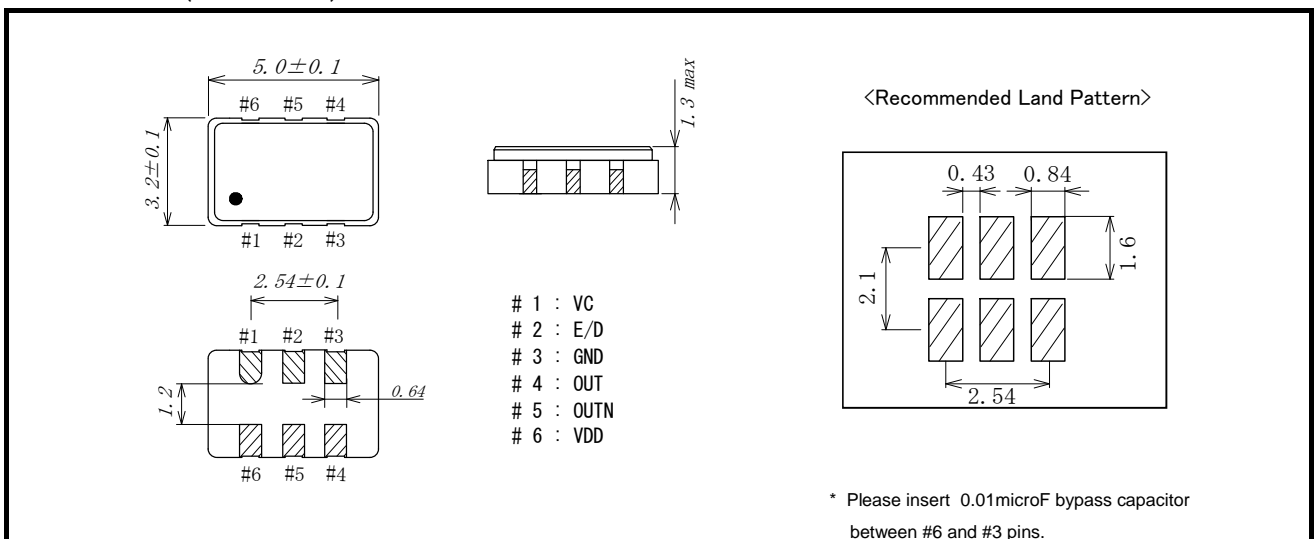 5.0±0.1
#6 #5 #4
3.2±0.1
#1 #2 #3
1.3 max
2.54±0.1
#1 #2 #3
1.2
0.64
#6 #5 #4
# 1 : VC
# 2 : E/D
# 3 : GND
# 4 : OUT
# 5 : OUTN
# 6 : VDD
<Recommended Land Pattern>
0.43 0.84
1.6
2.1
2.54
* Please insert 0.01microF bypass capacitor
between #6 and #3 pins.